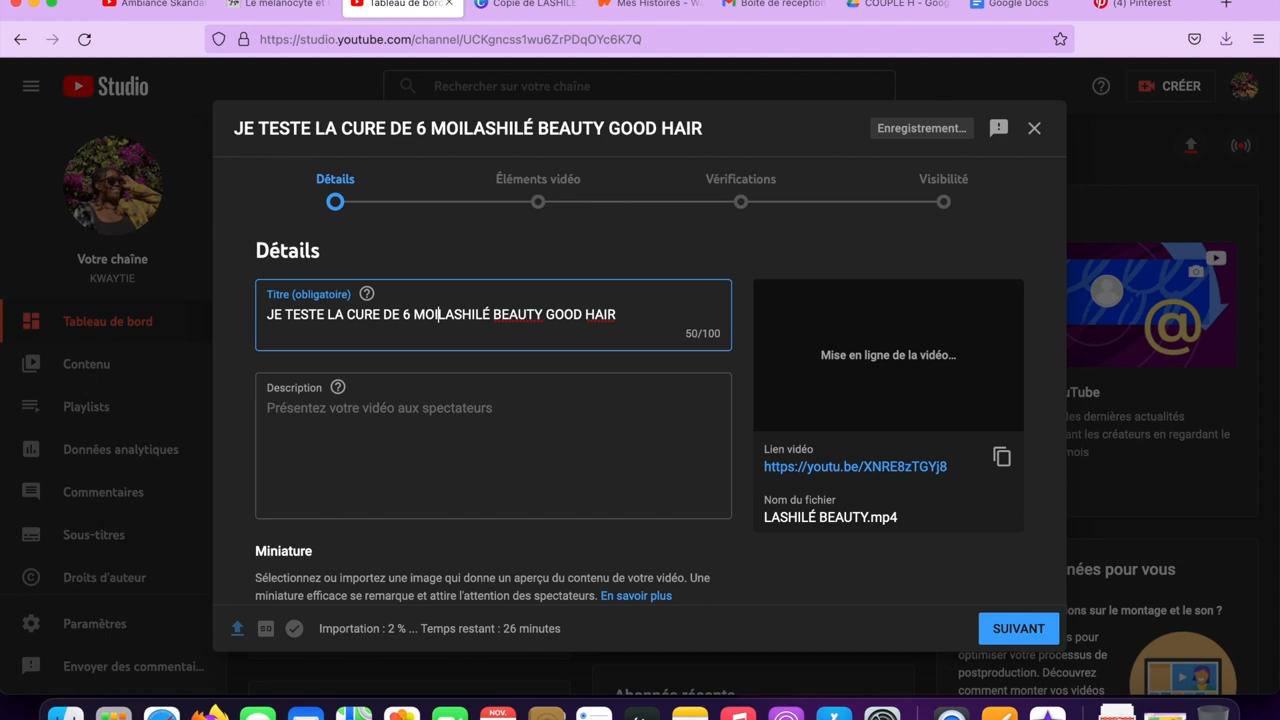 Ambiance Skanda
Le mélanocyte et
Tableau de bord
Copie de LASHILE
Mes Histoires - W
Boîte de réception
COUPLE H - Goog
Google Docs
(4) Pinterest
https://studio.youtube.com/channel/UCKgncss1wu6ZrPDqOYc6K7Q
Studio
Rechercher sur votre chaîne
CRÉER
JE TESTE LA CURE DE 6 MOILASHILÉ BEAUTY GOOD HAIR
Enregistrement...
Détails
Éléments vidéo
Vérifications
Visibilité
Votre chaîne
KWAYTIE
Tableau de bord
Contenu
Playlists
Données analytiques
Commentaires
Sous-titres
Droits d'auteur
Paramètres
Envoyer des commentai...
Détails
Titre (obligatoire)
JE TESTE LA CURE DE 6 MOILASHILÉ BEAUTY GOOD HAIR
50/100
Description
Présentez votre vidéo aux spectateurs
Miniature
Sélectionnez ou importez une image qui donne un aperçu du contenu de votre vidéo. Une
miniature efficace se remarque et attire l'attention des spectateurs. En savoir plus
Mise en ligne de la vidéo...
Lien vidéo
https://youtu.be/XNRE8zTGYj8
Nom du fichier
LASHILÉ BEAUTY.mp4
Importation : 2 % ... Temps restant : 26 minutes
SUIVANT
uTube
des dernières actualités
ant les créateurs en regardant le
mois
nées pour vous
ons sur le montage et le son ?
s pour
optimiser votre processus de
postproduction. Découvrez
comment monter vos vidéos
Abonnés récents
NOV.